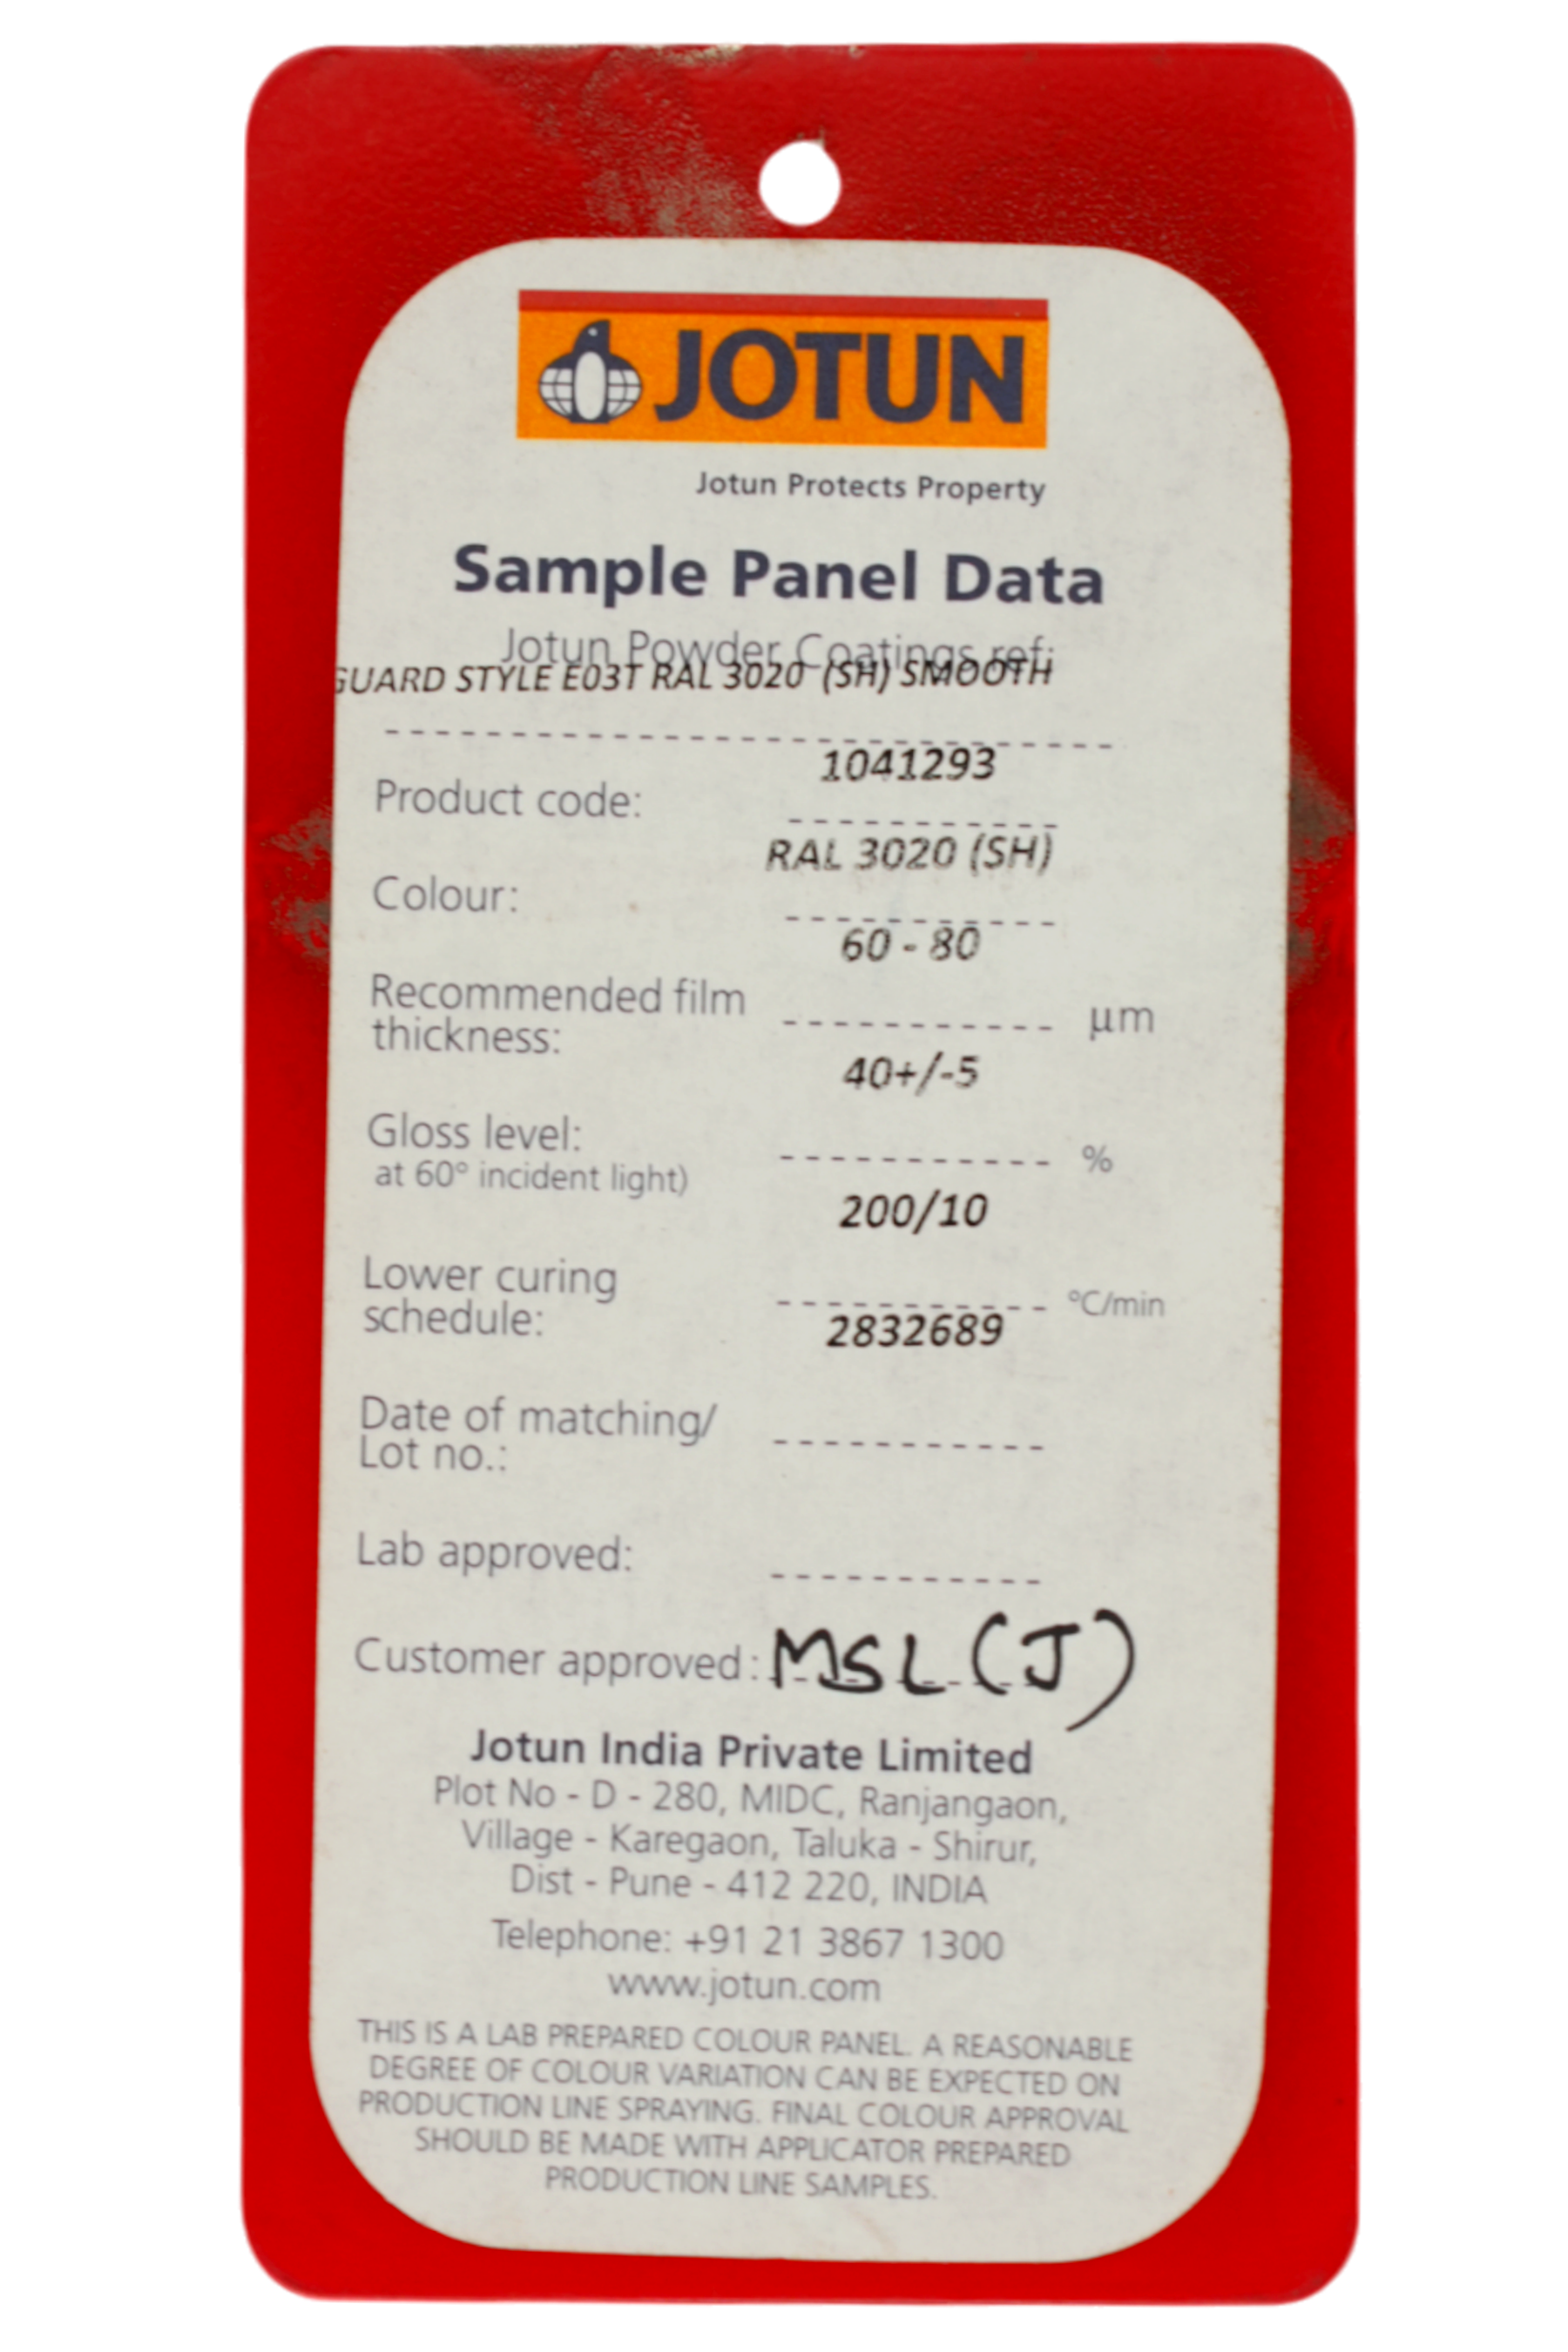 JOTUN
Jotun Protects Property
Sample Panel Data
Jotun Powder Coatings ref:
GUARD STYLE E03T RAL 3020 (SH) SMOOTH
Product code: 1041293
Colour: RAL 3020 (SH)
Recommended film
thickness: 60 - 80 µm
Gloss level: 40+/-5 %
at 60° incident light)
Lower curing
schedule: 200/10 °C/min
Date of matching/
Lot no.: 2832689
Lab approved:
Customer approved: MSL (J)
Jotun India Private Limited
Plot No - D - 280, MIDC, Ranjangaon,
Village - Karegaon, Taluka - Shirur,
Dist - Pune - 412 220, INDIA
Telephone: +91 21 3867 1300
www.jotun.com
THIS IS A LAB PREPARED COLOUR PANEL. A REASONABLE
DEGREE OF COLOUR VARIATION CAN BE EXPECTED ON
PRODUCTION LINE SPRAYING. FINAL COLOUR APPROVAL
SHOULD BE MADE WITH APPLICATOR PREPARED
PRODUCTION LINE SAMPLES.